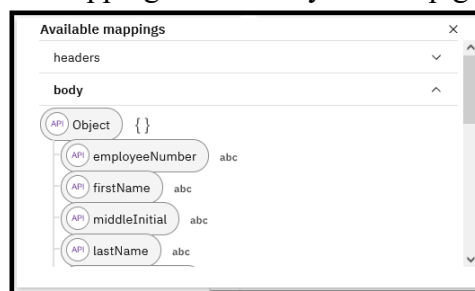 Available mappings ×
headers
body
API Object { }
API employeeNumber abc
API firstName abc
API middleInitial abc
API lastName abc